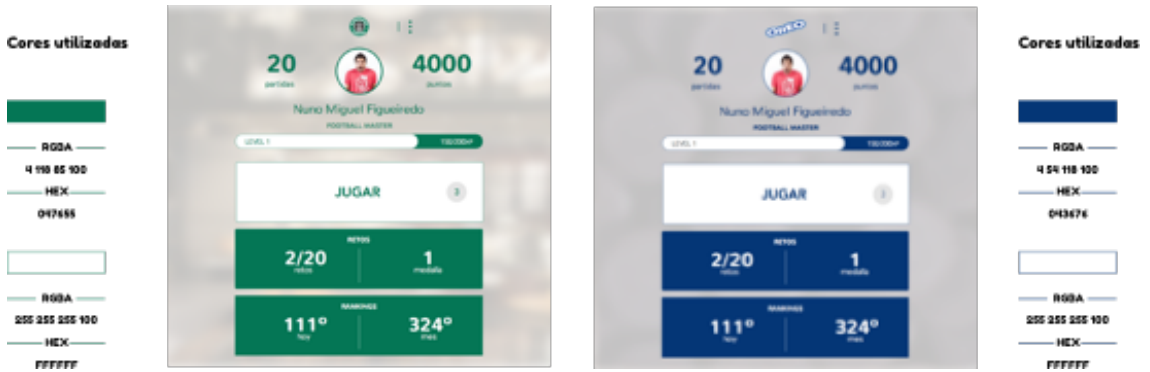 Cores utilizadas
RGBA
4 118 85 100
HEX
047655
RGBA
255 255 255 100
HEX
FFFFFF
20
partidas
4000
puntos
Nuno Miguel Figueiredo
FOOTBALL MASTER
LEVEL 1
JUGAR
3
RETOS
2/20
retos
1
medalla
RANKINGS
111º
hoy
324º
mes
OREO
20
partidas
4000
puntos
Nuno Miguel Figueiredo
FOOTBALL MASTER
LEVEL 1
JUGAR
3
RETOS
2/20
retos
1
medalla
RANKINGS
111º
hoy
324º
mes
Cores utilizadas
RGBA
4 54 118 100
HEX
043676
RGBA
255 255 255 100
HEX
FFFFFF